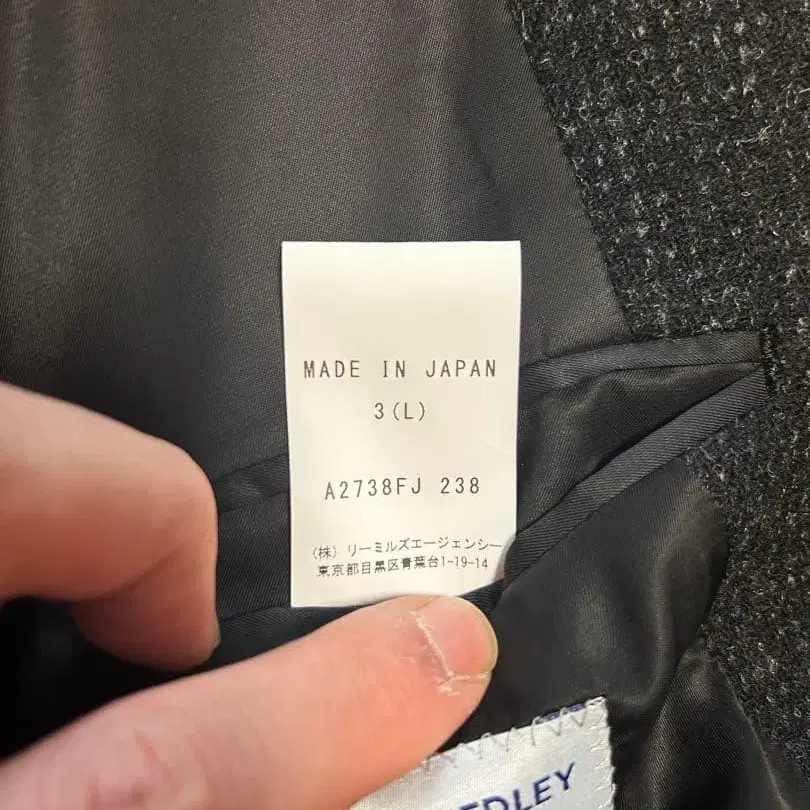 MADE IN JAPAN
3(L)
A2738FJ 238
(株) リーミルズエージェンシー
東京都目黒区青葉台1-19-14